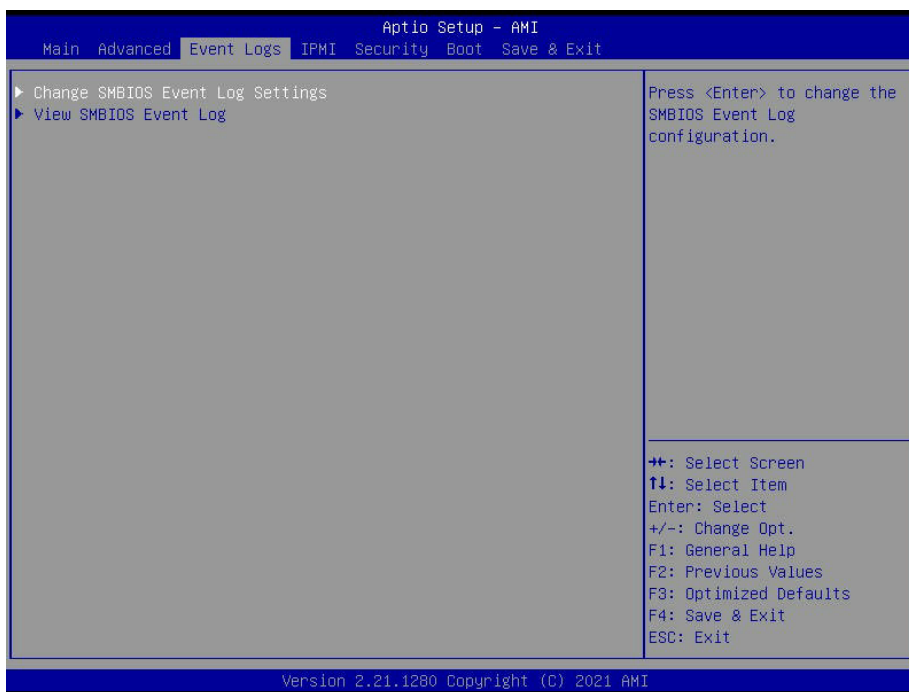 Aptio Setup - AMI
Main Advanced Event Logs IPMI Security Boot Save & Exit
▶ Change SMBIOS Event Log Settings
▶ View SMBIOS Event Log
Press <Enter> to change the
SMBIOS Event Log
configuration.
→←: Select Screen
↑↓: Select Item
Enter: Select
+/-: Change Opt.
F1: General Help
F2: Previous Values
F3: Optimized Defaults
F4: Save & Exit
ESC: Exit
Version 2.21.1280 Copyright (C) 2021 AMI